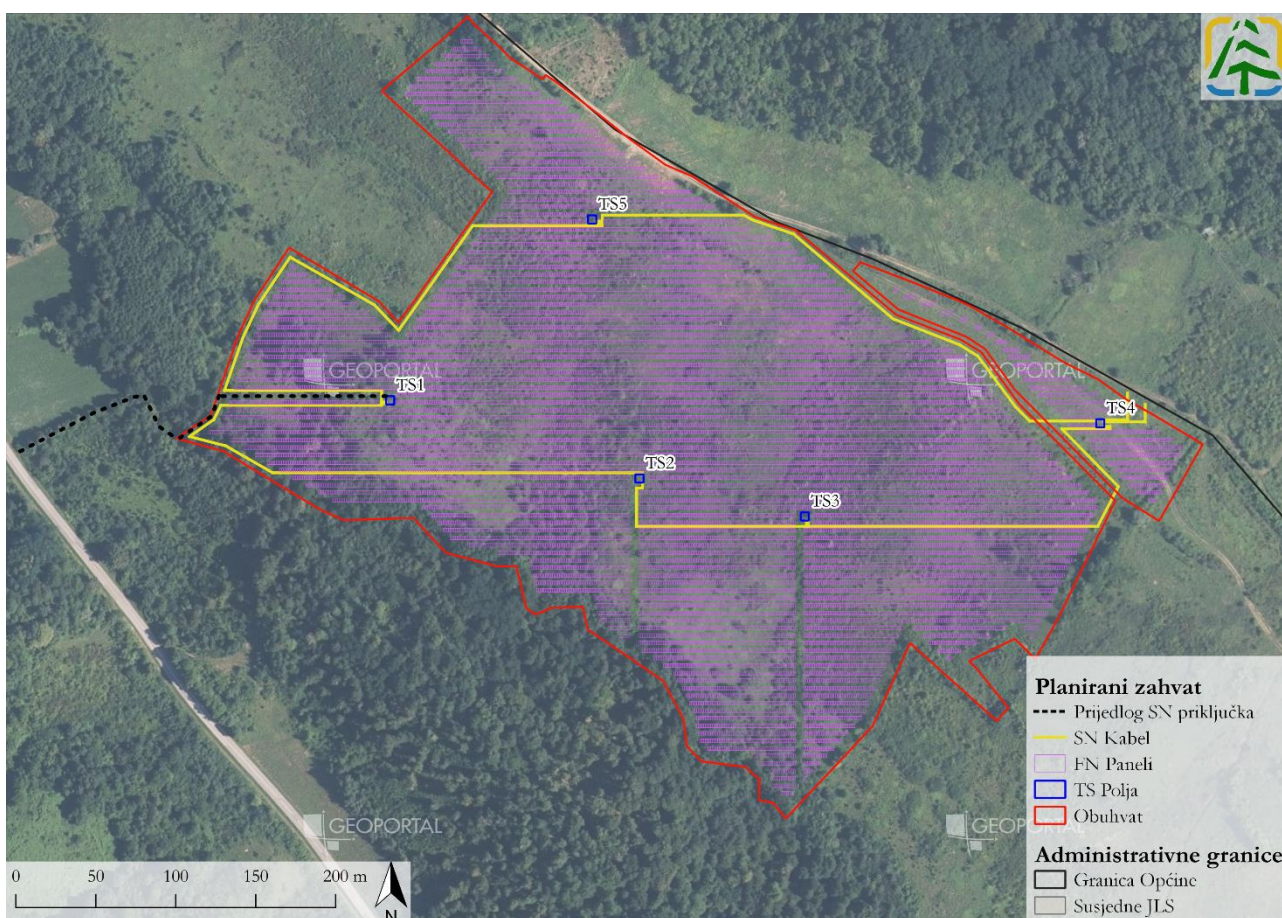 TS5
GEOPORTAL
GEOPORTAL
TS1
TS4
TS2
TS3
GEOPORTAL
GEOPORTAL
0 50 100 150 200 m
N
Planirani zahvat
Prijedlog SN priključka
SN Kabel
FN Paneli
TS Polja
Obuhvat
Administrativne granice
Granica Općine
Susjedne JLS